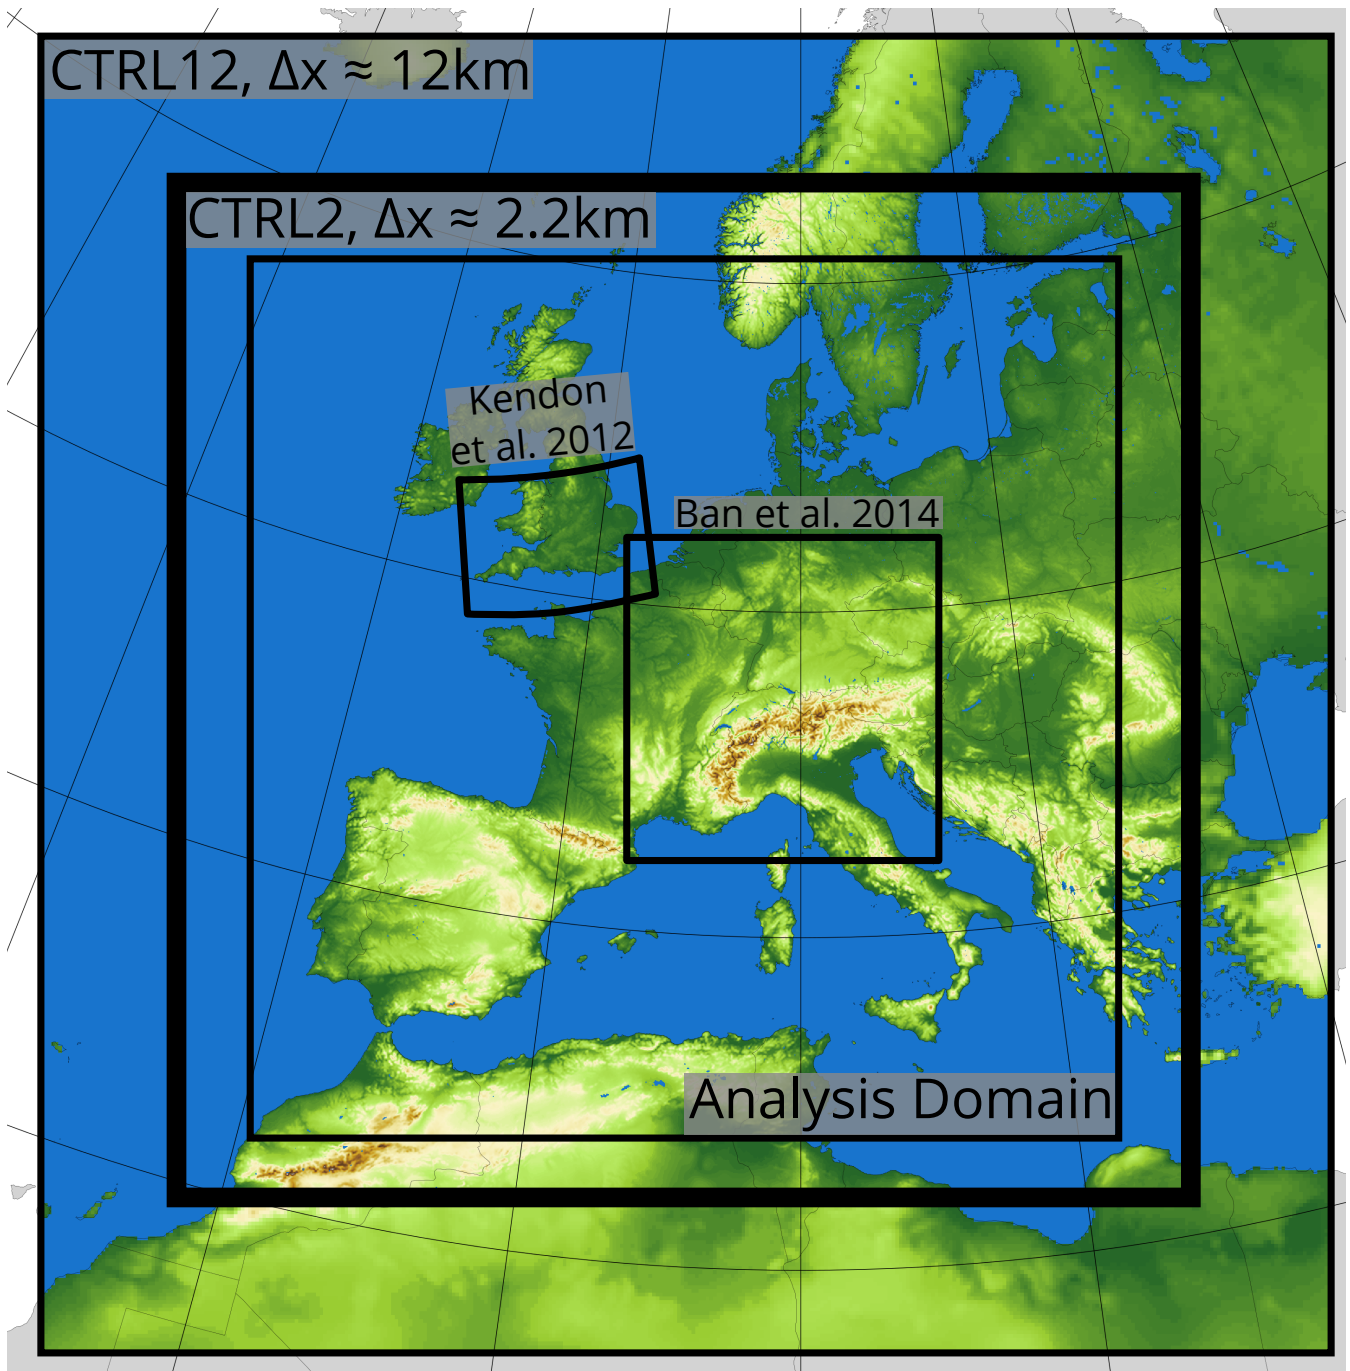 CTRL12, Δx ≈ 12km
CTRL2, Δx ≈ 2.2km
Kendon
et al. 2012
Ban et al. 2014
Analysis Domain